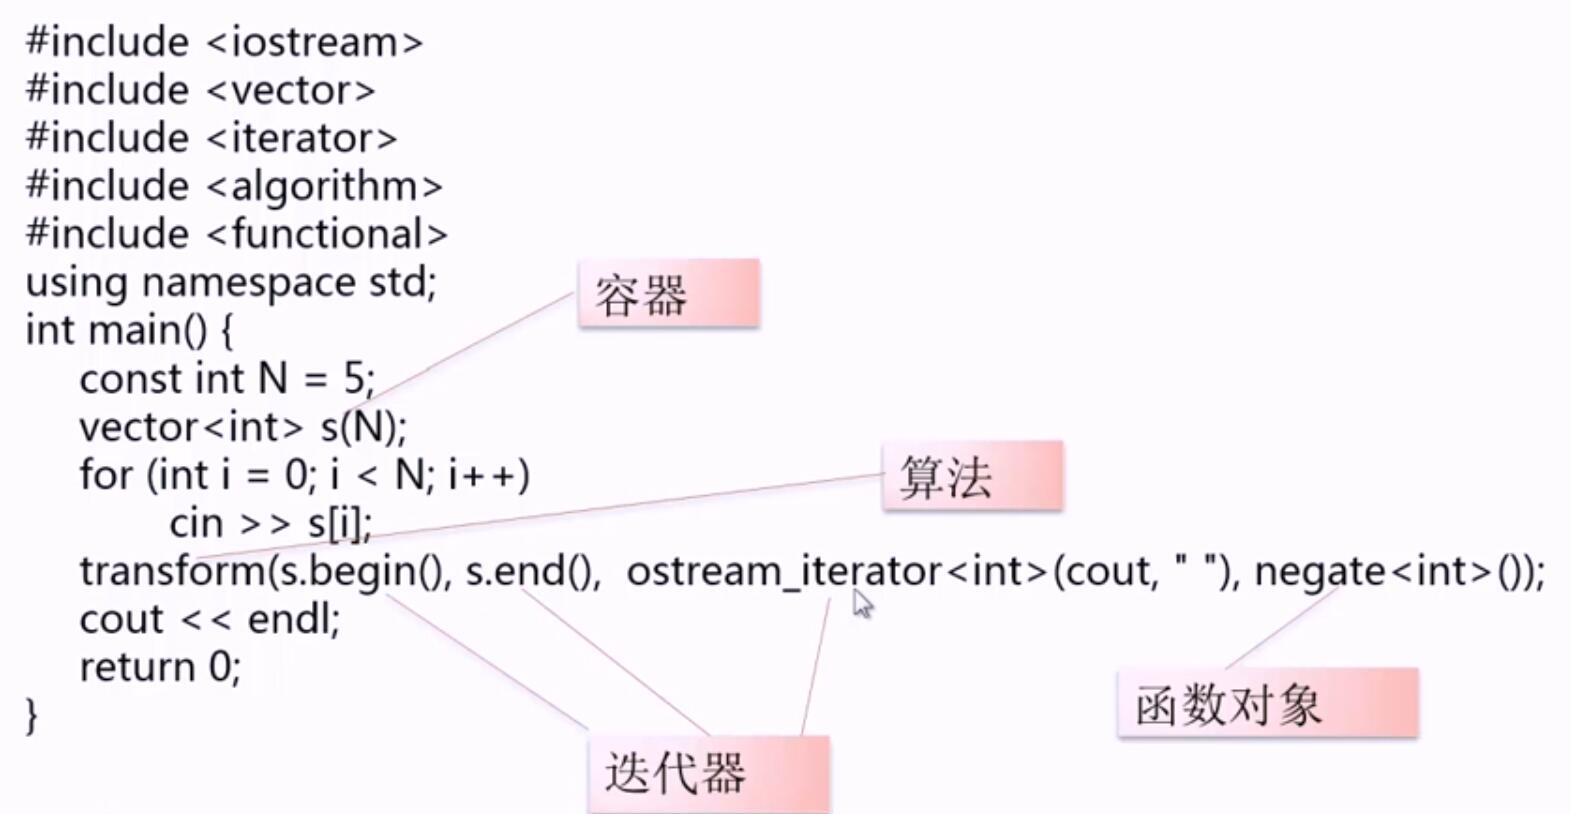 #include <iostream>
#include <vector>
#include <iterator>
#include <algorithm>
#include <functional>
using namespace std;
容器
int main() {
const int N = 5;
vector<int> s(N);
for (int i = 0; i < N; i++)
算法
cin >> s[i];
transform(s.begin(), s.end(), ostream_iterator<int>(cout, " "), negate<int>());
cout << endl;
return 0;
函数对象
}
迭代器